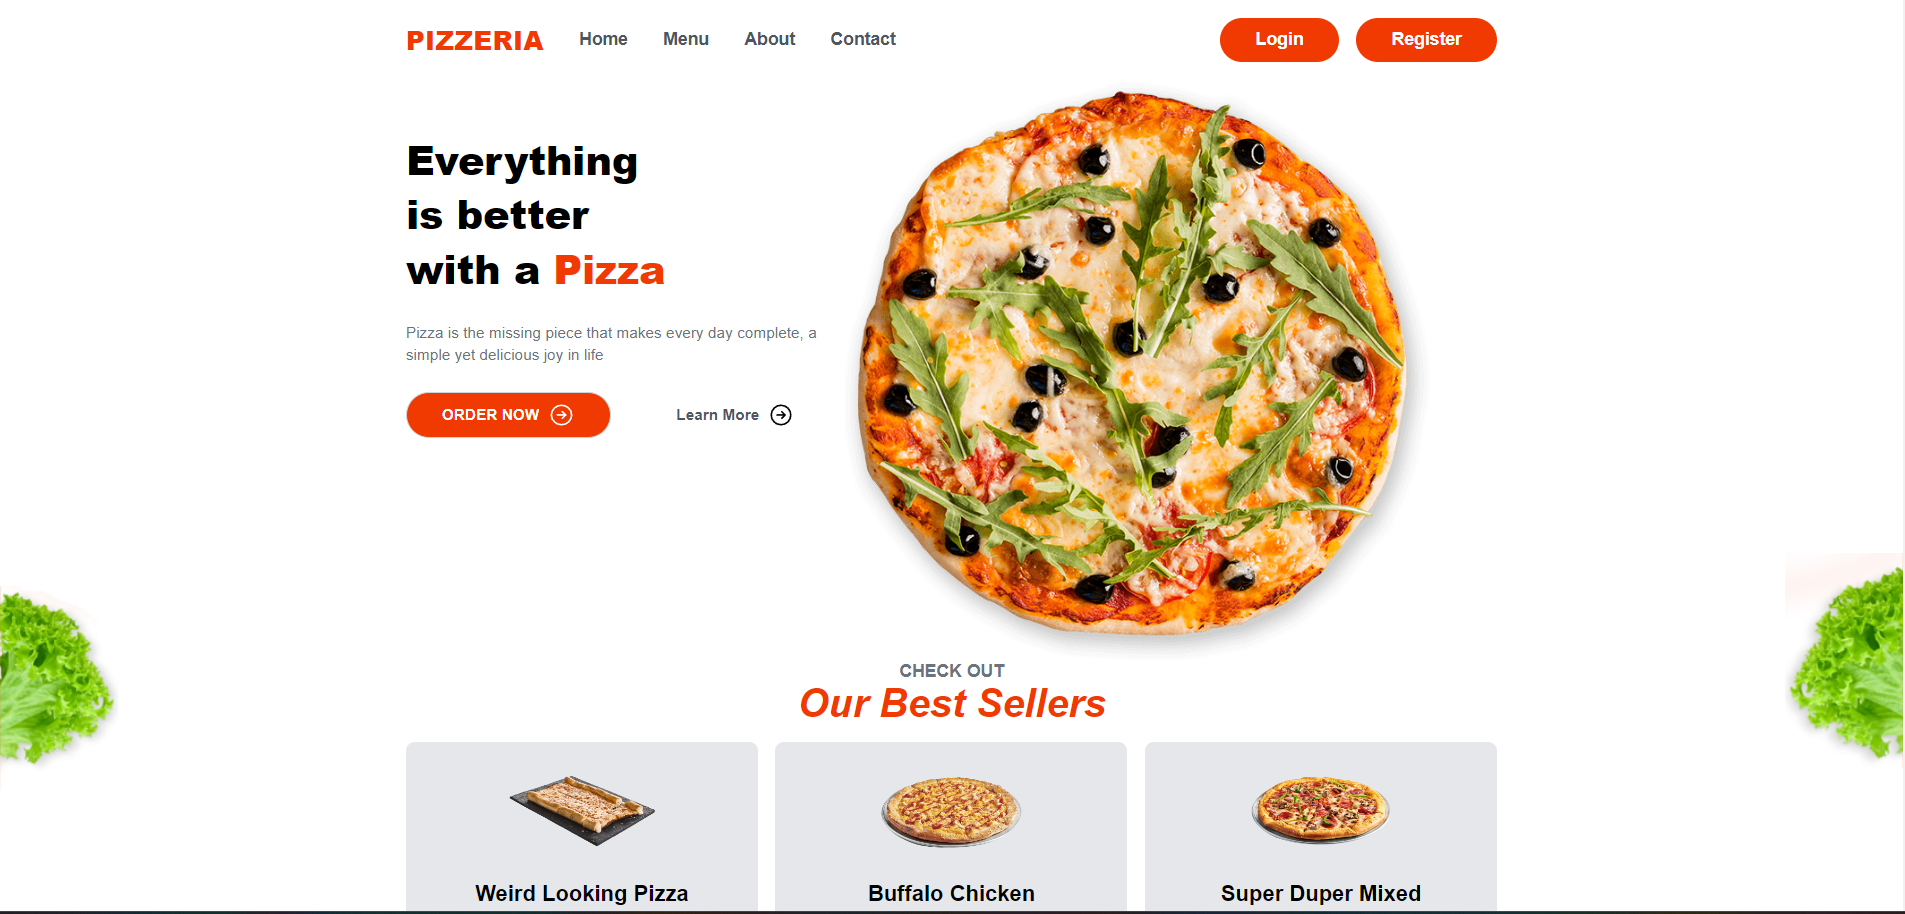 PIZZERIA Home Menu About Contact Login Register
Everything
is better
with a Pizza
Pizza is the missing piece that makes every day complete, a
simple yet delicious joy in life
ORDER NOW Learn More
CHECK OUT
Our Best Sellers
Weird Looking Pizza Buffalo Chicken Super Duper Mixed